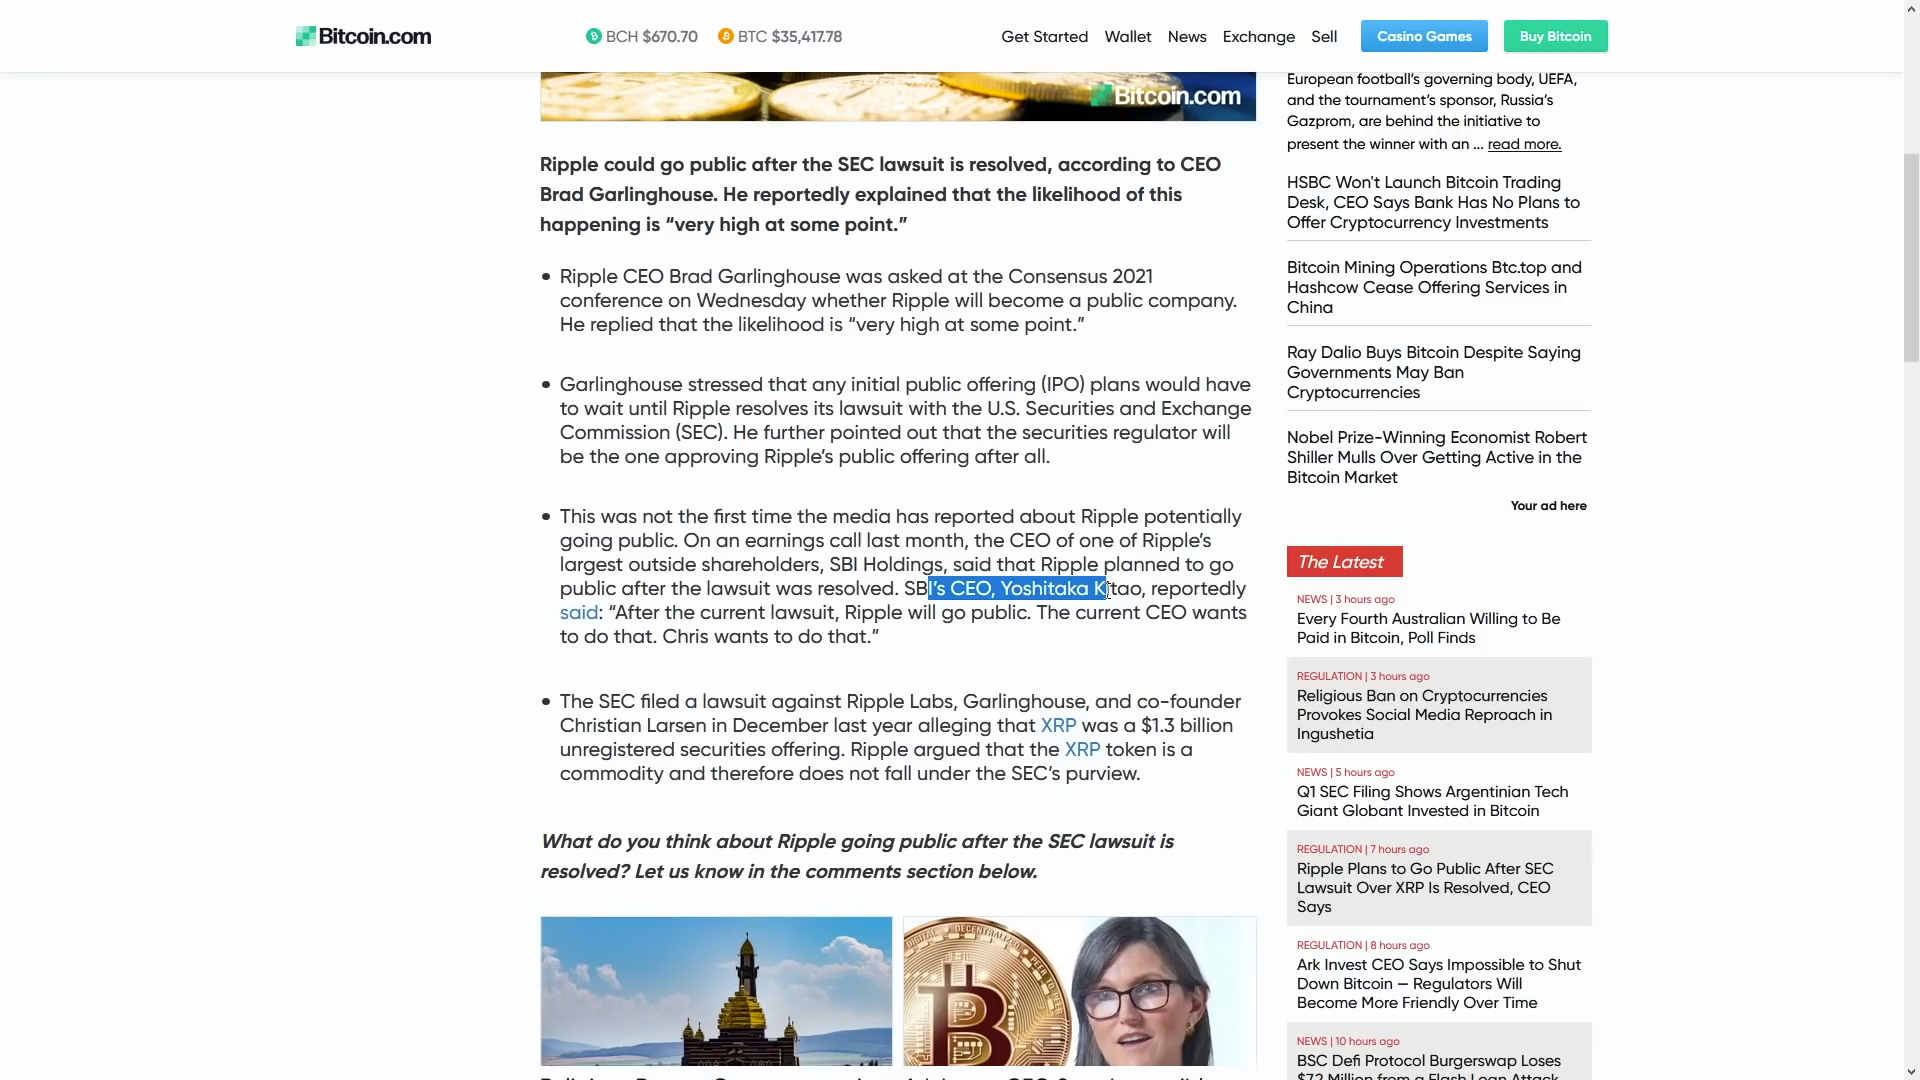 Bitcoin.com
BCH $670.70
BTC $35,417.78
Get Started
Wallet
News
Exchange
Sell
Casino Games
Buy Bitcoin
Bitcoin.com
Ripple could go public after the SEC lawsuit is resolved, according to CEO
Brad Garlinghouse. He reportedly explained that the likelihood of this
happening is “very high at some point.”
• Ripple CEO Brad Garlinghouse was asked at the Consensus 2021
conference on Wednesday whether Ripple will become a public company.
He replied that the likelihood is “very high at some point.”
• Garlinghouse stressed that any initial public offering (IPO) plans would have
to wait until Ripple resolves its lawsuit with the U.S. Securities and Exchange
Commission (SEC). He further pointed out that the securities regulator will
be the one approving Ripple’s public offering after all.
• This was not the first time the media has reported about Ripple potentially
going public. On an earnings call last month, the CEO of one of Ripple’s
largest outside shareholders, SBI Holdings, said that Ripple planned to go
public after the lawsuit was resolved. SBI’s CEO, Yoshitaka Kitao, reportedly
said: “After the current lawsuit, Ripple will go public. The current CEO wants
to do that. Chris wants to do that.”
• The SEC filed a lawsuit against Ripple Labs, Garlinghouse, and co-founder
Christian Larsen in December last year alleging that XRP was a $1.3 billion
unregistered securities offering. Ripple argued that the XRP token is a
commodity and therefore does not fall under the SEC’s purview.
What do you think about Ripple going public after the SEC lawsuit is
resolved? Let us know in the comments section below.
European football’s governing body, UEFA,
and the tournament’s sponsor, Russia’s
Gazprom, are behind the initiative to
present the winner with an ... read more.
HSBC Won't Launch Bitcoin Trading
Desk, CEO Says Bank Has No Plans to
Offer Cryptocurrency Investments
Bitcoin Mining Operations Btc.top and
Hashcow Cease Offering Services in
China
Ray Dalio Buys Bitcoin Despite Saying
Governments May Ban
Cryptocurrencies
Nobel Prize-Winning Economist Robert
Shiller Mulls Over Getting Active in the
Bitcoin Market
Your ad here
The Latest
NEWS | 3 hours ago
Every Fourth Australian Willing to Be
Paid in Bitcoin, Poll Finds
REGULATION | 3 hours ago
Religious Ban on Cryptocurrencies
Provokes Social Media Reproach in
Ingushetia
NEWS | 5 hours ago
Q1 SEC Filing Shows Argentinian Tech
Giant Globant Invested in Bitcoin
REGULATION | 7 hours ago
Ripple Plans to Go Public After SEC
Lawsuit Over XRP Is Resolved, CEO
Says
REGULATION | 8 hours ago
Ark Invest CEO Says Impossible to Shut
Down Bitcoin — Regulators Will
Become More Friendly Over Time
NEWS | 10 hours ago
BSC Defi Protocol Burgerswap Loses